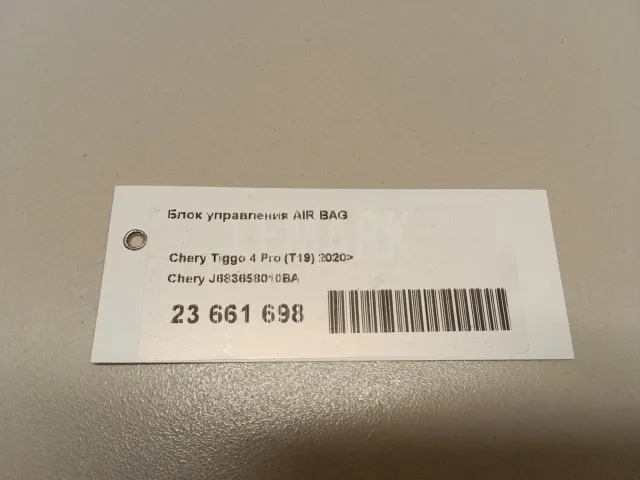 Блок управления AIR BAG
Chery Tiggo 4 Pro (T19) 2020>
Chery J683658010BA
23 661 698